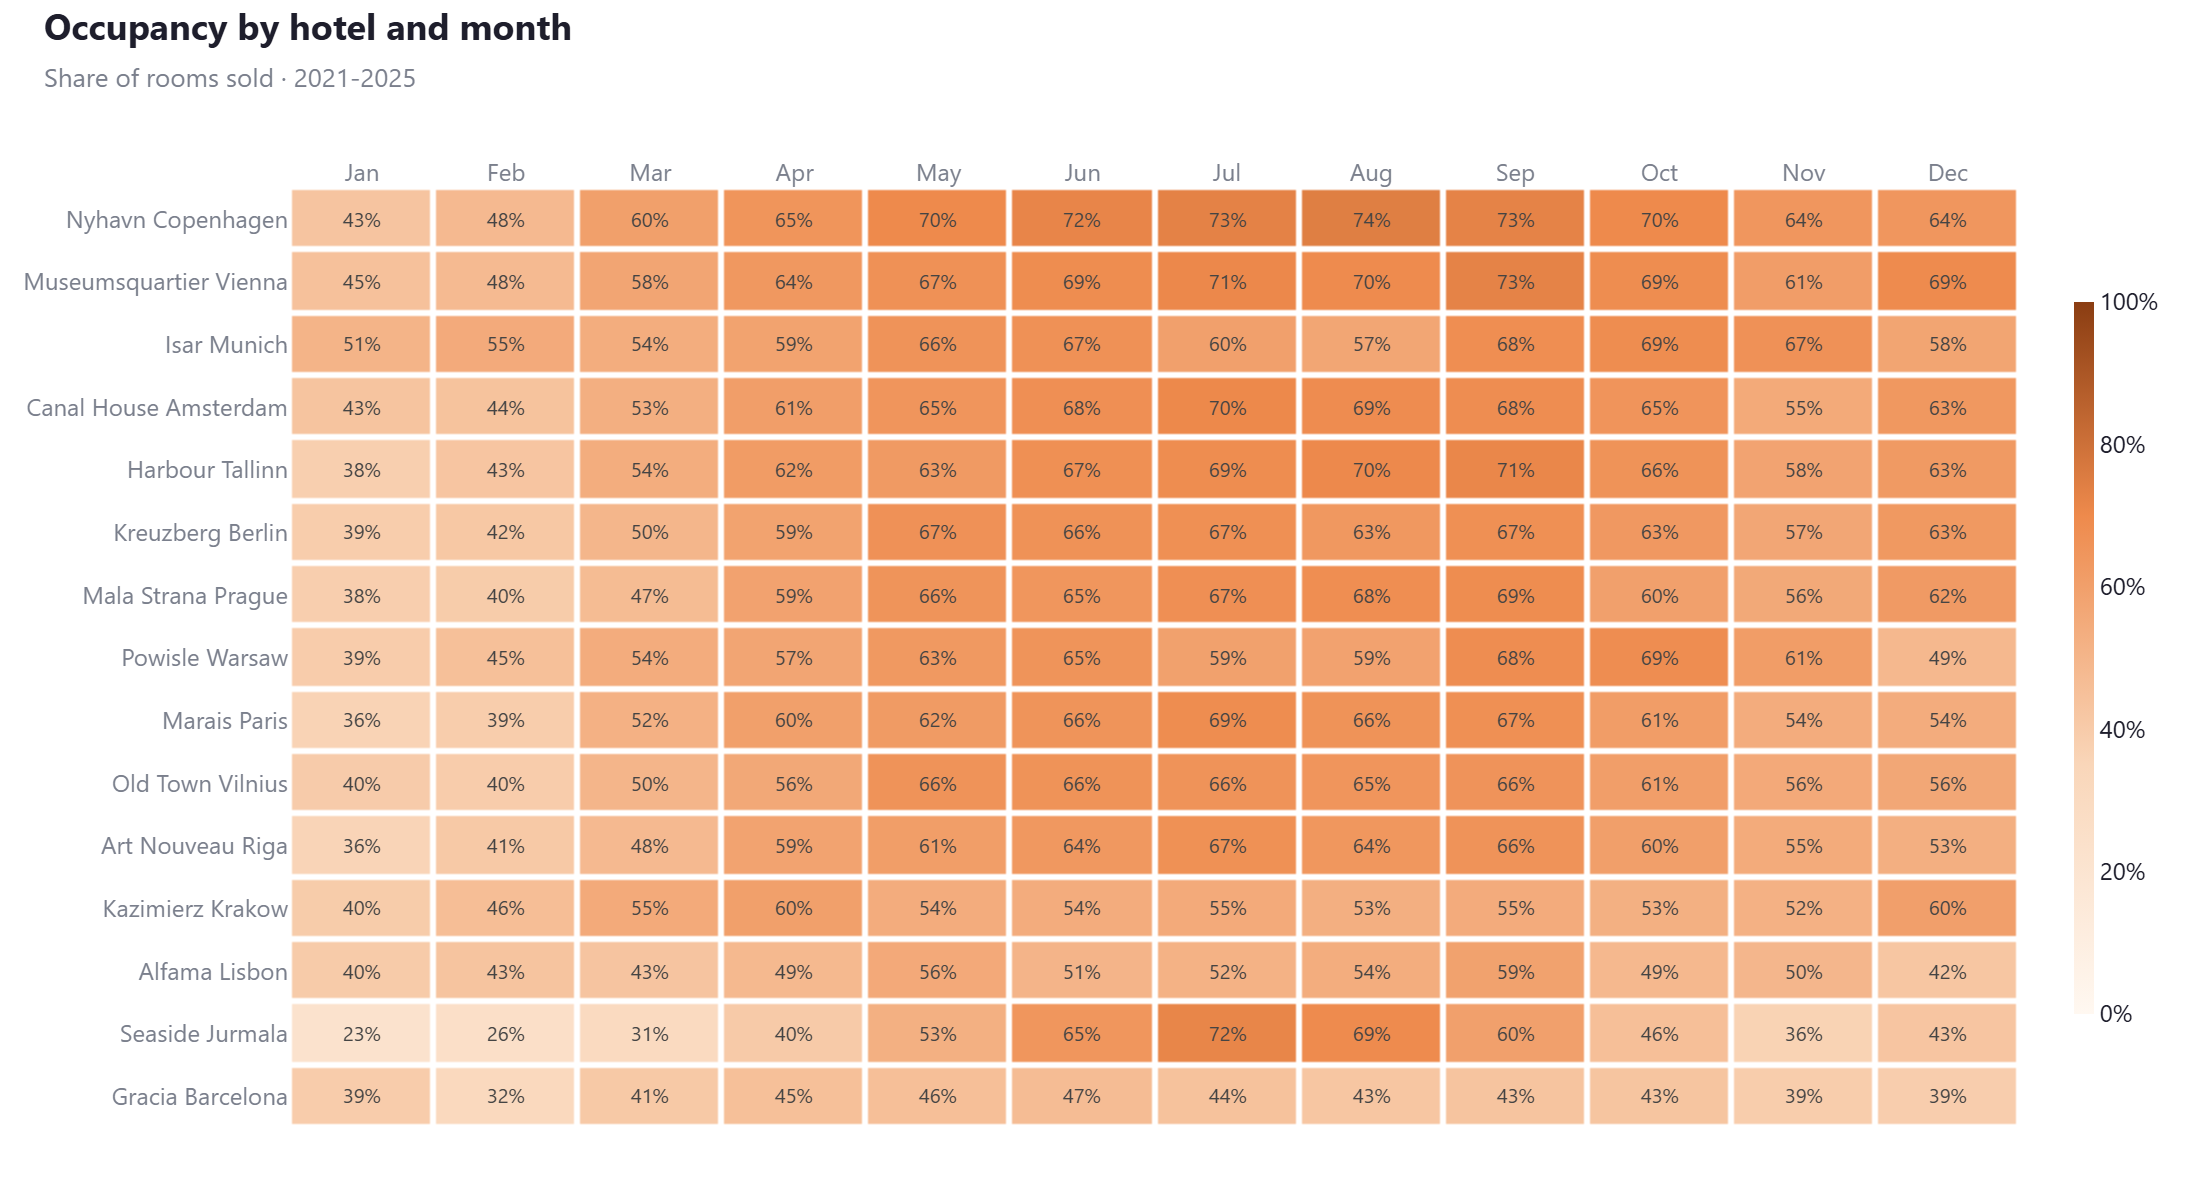 Occupancy by hotel and month
Share of rooms sold · 2021-2025
Jan Feb Mar Apr May Jun Jul Aug Sep Oct Nov Dec
Nyhavn Copenhagen 43% 48% 60% 65% 70% 72% 73% 74% 73% 70% 64% 64%
Museumsquartier Vienna 45% 48% 58% 64% 67% 69% 71% 70% 73% 69% 61% 69%
Isar Munich 51% 55% 54% 59% 66% 67% 60% 57% 68% 69% 67% 58%
Canal House Amsterdam 43% 44% 53% 61% 65% 68% 70% 69% 68% 65% 55% 63%
Harbour Tallinn 38% 43% 54% 62% 63% 67% 69% 70% 71% 66% 58% 63%
Kreuzberg Berlin 39% 42% 50% 59% 67% 66% 67% 63% 67% 63% 57% 63%
Mala Strana Prague 38% 40% 47% 59% 66% 65% 67% 68% 69% 60% 56% 62%
Powisle Warsaw 39% 45% 54% 57% 63% 65% 59% 59% 68% 69% 61% 49%
Marais Paris 36% 39% 52% 60% 62% 66% 69% 66% 67% 61% 54% 54%
Old Town Vilnius 40% 40% 50% 56% 66% 66% 66% 65% 66% 61% 56% 56%
Art Nouveau Riga 36% 41% 48% 59% 61% 64% 67% 64% 66% 60% 55% 53%
Kazimierz Krakow 40% 46% 55% 60% 54% 54% 55% 53% 55% 53% 52% 60%
Alfama Lisbon 40% 43% 43% 49% 56% 51% 52% 54% 59% 49% 50% 42%
Seaside Jurmala 23% 26% 31% 40% 53% 65% 72% 69% 60% 46% 36% 43%
Gracia Barcelona 39% 32% 41% 45% 46% 47% 44% 43% 43% 43% 39% 39%
100%
80%
60%
40%
20%
0%